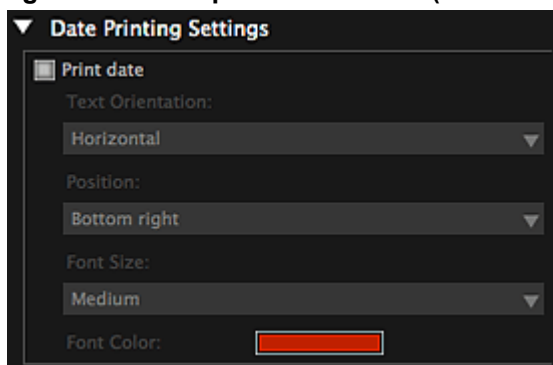 Date Printing Settings
Print date
Text Orientation:
Horizontal
Position:
Bottom right
Font Size:
Medium
Font Color: